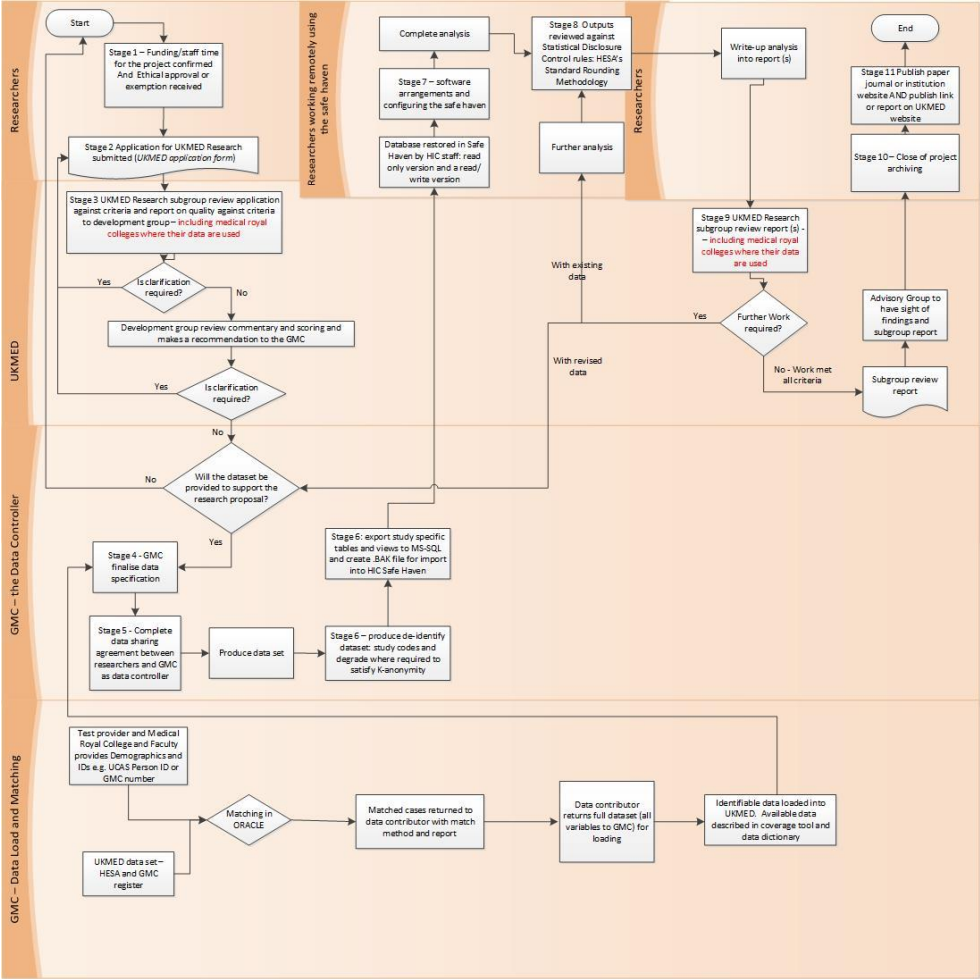 Researchers
Start
Stage 1 – Funding/staff time
for the project confirmed
And Ethical approval or
exemption received
Stage 2 Application for UKMED Research
submitted (UKMED application form)
Researchers working remotely using
the safe haven
Complete analysis
Stage 7 – software
arrangements and
configuring the safe haven
Database restored in Safe
Haven by HIC staff: read
only version and a read/
write version
Stage 8 Outputs
reviewed against
Statistical Disclosure
Control rules: HESA's
Standard Rounding
Methodology
Further analysis
Researchers
Write-up analysis
into report (s)
End
Stage 11 Publish paper
journal or institution
website AND publish link
or report on UKMED
website
Stage 10 – Close of project
archiving
UKMED
Stage 3 UKMED Research subgroup review application
against criteria and report on quality against criteria
to development group – including medical royal
colleges where their data are used
Is clarification
required?
Yes
No
Development group review commentary and scoring and
makes a recommendation to the GMC
Is clarification
required?
Yes
No
With existing
data
With revised
data
Stage 9 UKMED Research
subgroup review report (s) -
– including medical royal
colleges where their data
are used
Further Work
required?
Yes
No - Work met
all criteria
Advisory Group to
have sight of
findings and
subgroup report
Subgroup review
report
GMC – the Data Controller
Will the dataset be
provided to support the
research proposal?
No
Yes
Stage 4 - GMC
finalise data
specification
Stage 5 - Complete
data sharing
agreement between
researchers and GMC
as data controller
Produce data set
Stage 6 – produce de-identify
dataset: study codes and
degrade where required to
satisfy K-anonymity
Stage 6: export study specific
tables and views to MS-SQL
and create .BAK file for import
into HIC Safe Haven
GMC – Data Load and Matching
Test provider and Medical
Royal College and Faculty
provides Demographics and
IDs e.g. UCAS Person ID or
GMC number
UKMED data set –
HESA and GMC
register
Matching in
ORACLE
Matched cases returned to
data contributor with match
method and report
Data contributor
returns full dataset (all
variables to GMC) for
loading
Identifiable data loaded into
UKMED. Available data
described in coverage tool and
data dictionary